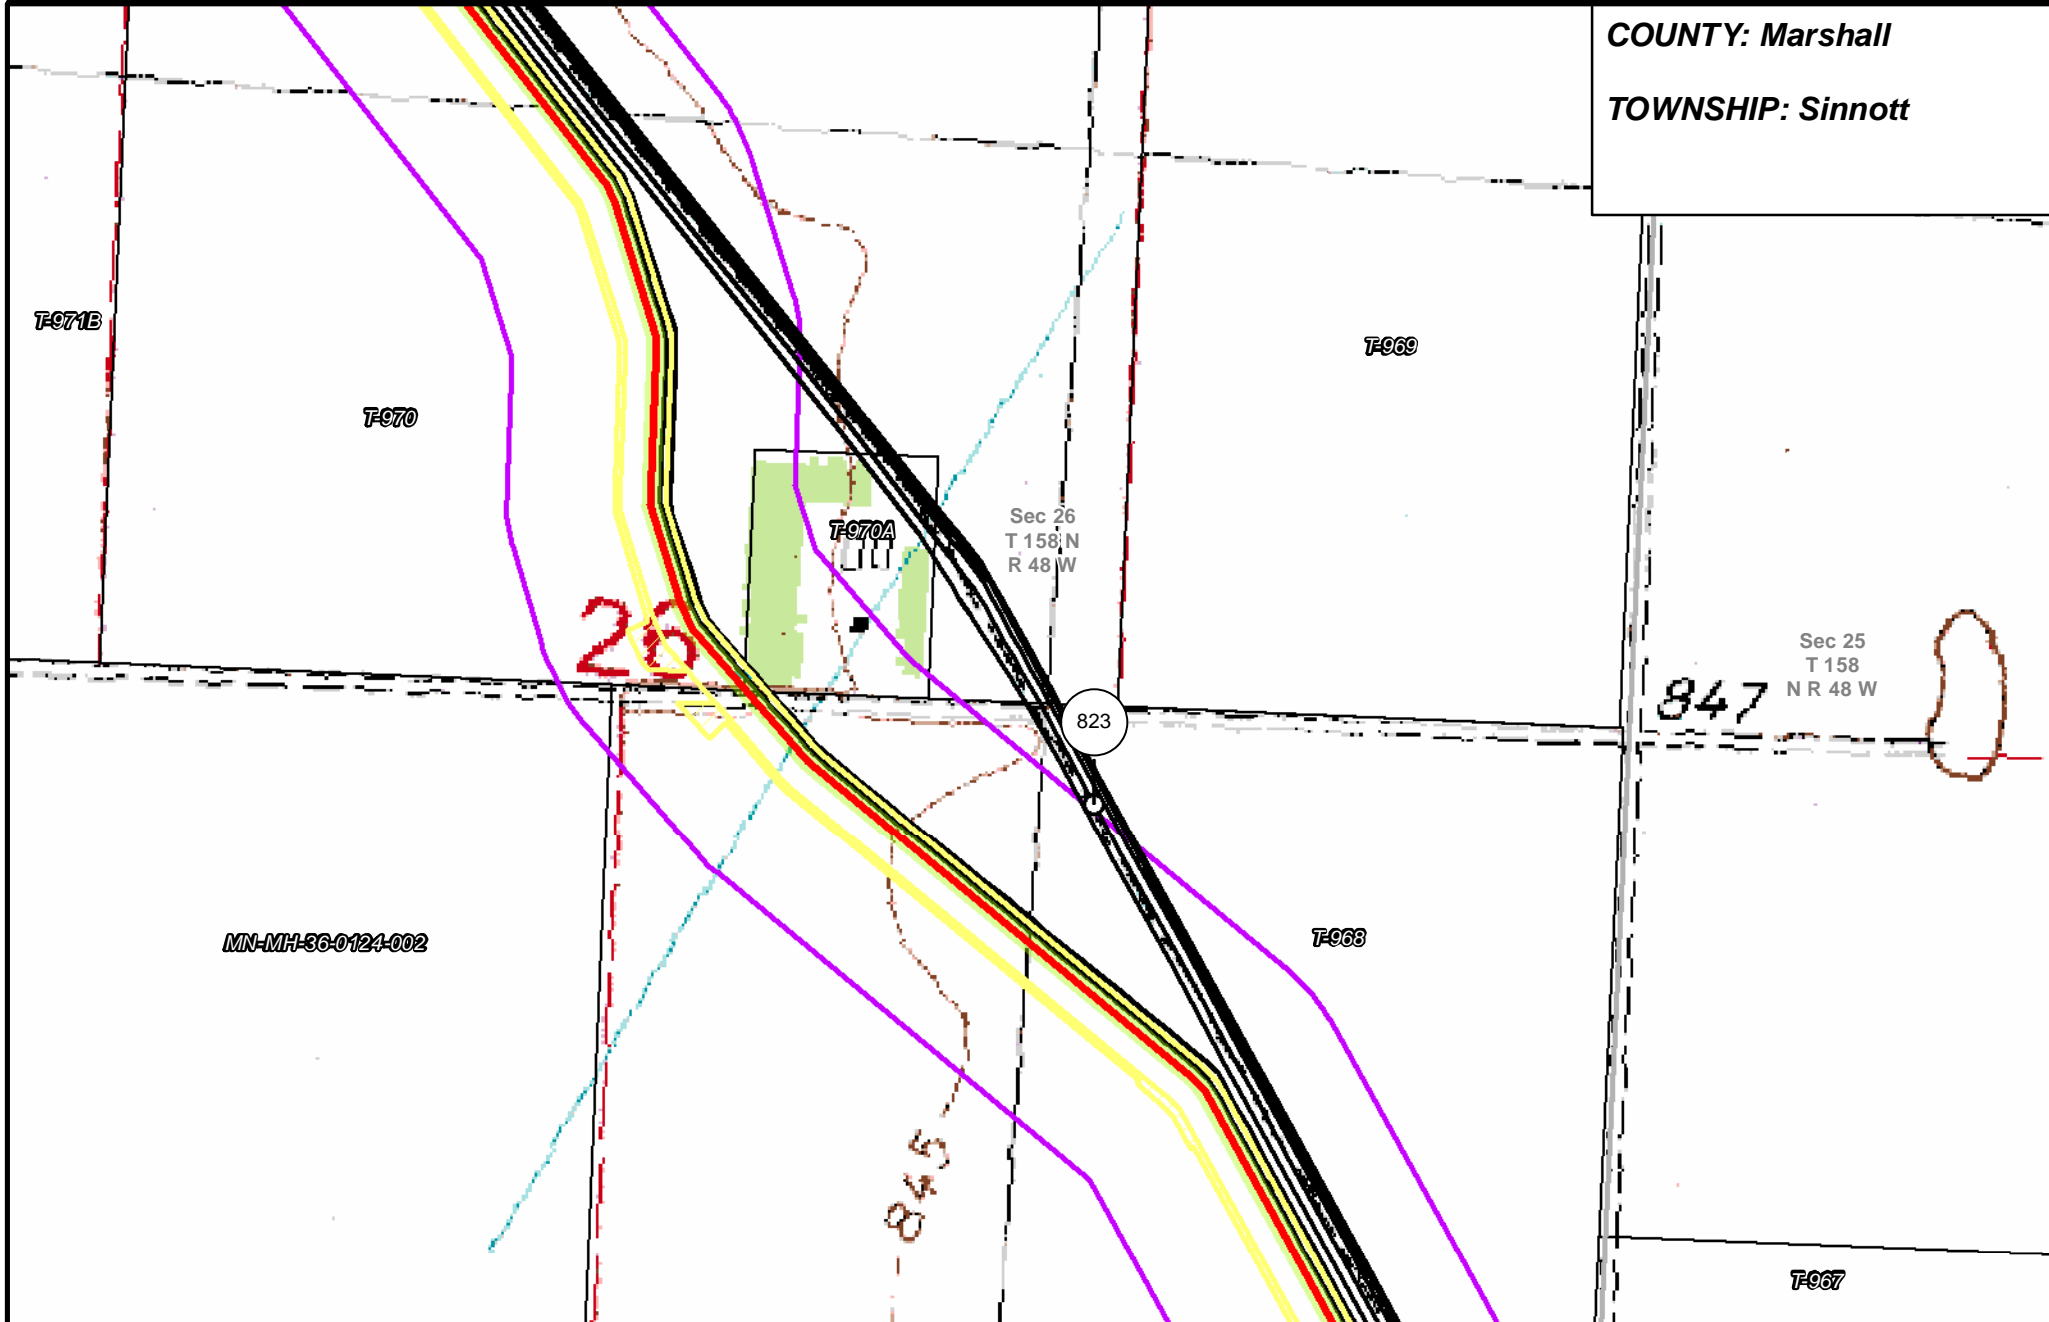 COUNTY: Marshall
TOWNSHIP: Sinnott
T-971B
T-969
T-970
Sec 26
T 158 N
R 48 W
T-970A
26
Sec 25
T 158
N R 48 W
847
823
MN-MH-36-0124-002
T-968
845
T-967